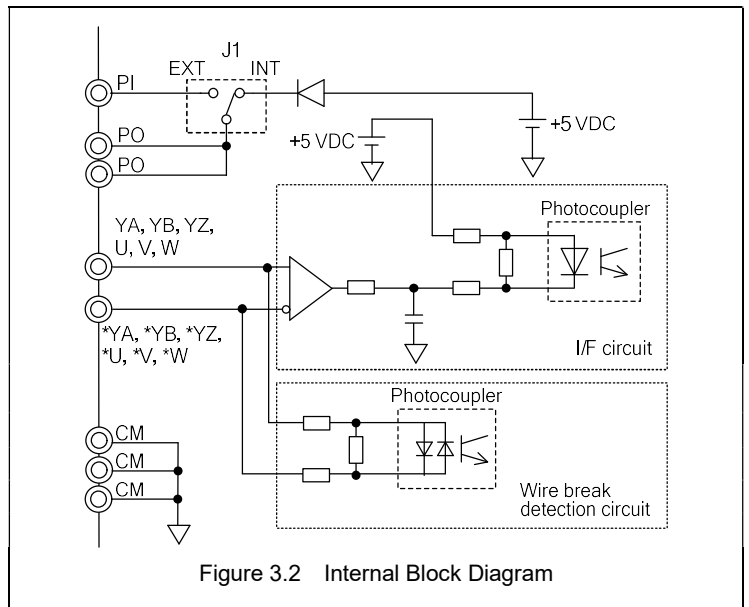 J1
EXT INT
PI
+5 VDC
+5 VDC
PO
PO
Photocoupler
YA, YB, YZ,
U, V, W
*YA, *YB, *YZ,
*U, *V, *W
I/F circuit
Photocoupler
CM
CM
CM
Wire break
detection circuit
Figure 3.2 Internal Block Diagram